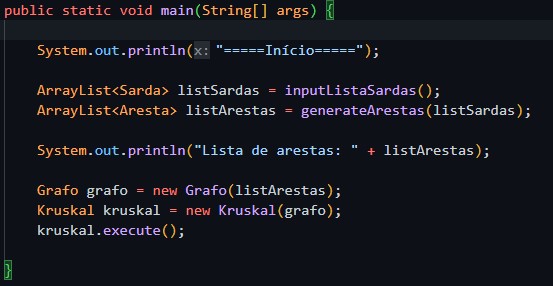 public static void main(String[] args) {
System.out.println(x: "=====Início=====");
ArrayList<Sarda> listSardas = inputListaSardas();
ArrayList<Aresta> listArestas = generateArestas(listSardas);
System.out.println("Lista de arestas: " + listArestas);
Grafo grafo = new Grafo(listArestas);
Kruskal kruskal = new Kruskal(grafo);
kruskal.execute();
}